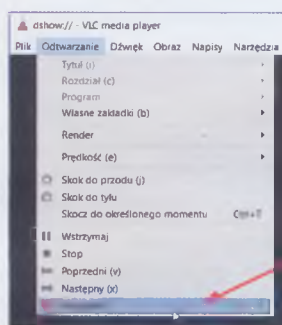 dshow:// - VLC media player
Plik Odtwarzanie Dźwięk Obraz Napisy Narzędzia
Tytuł (t)
Rozdział (c)
Program
Własne zakładki (b)
Render
Prędkość (e)
Skok do przodu (j)
Skok do tyłu
Skocz do określonego momentu Ctrl+T
Wstrzymaj
Stop
Poprzedni (v)
Następny (x)